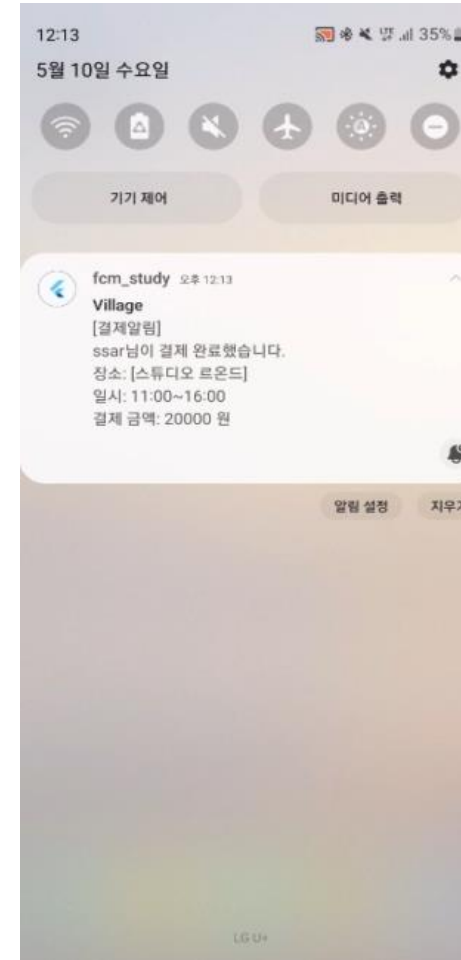 12:13
35%
5월 10일 수요일
기기 제어
미디어 출력
fcm_study 오후 12:13
Village
[결제알림]
ssar님이 결제 완료했습니다.
장소: [스튜디오 르온드]
일시: 11:00~16:00
결제 금액: 20000 원
알림 설정
LG U+